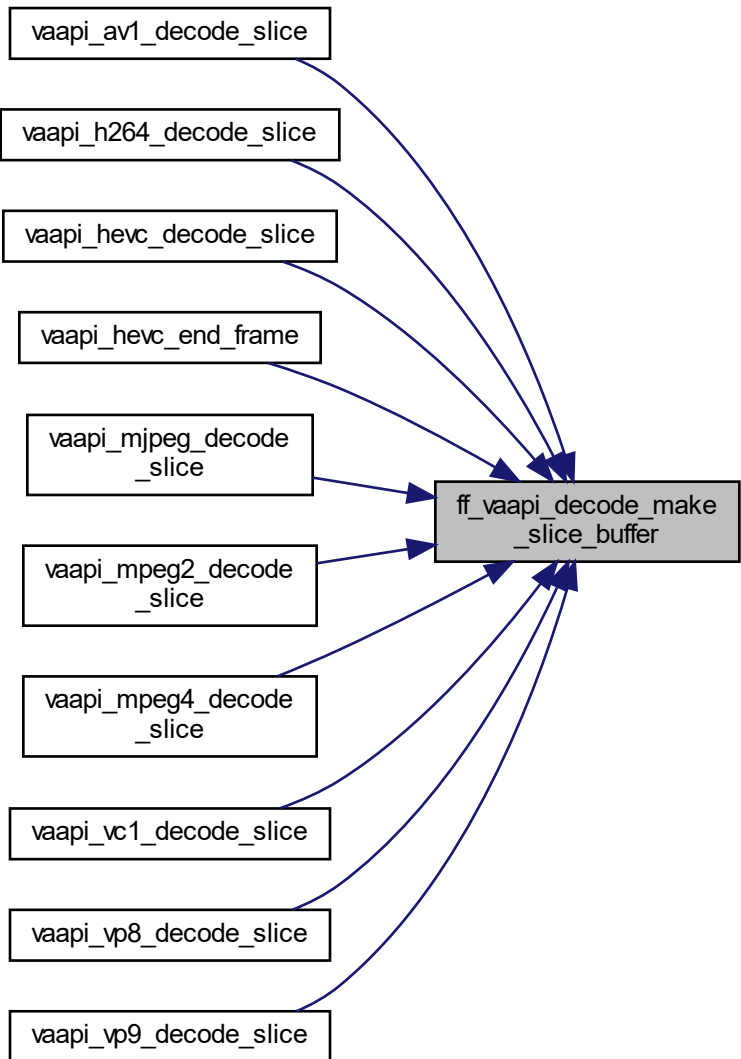 vaapi_av1_decode_slice
vaapi_h264_decode_slice
vaapi_hevc_decode_slice
vaapi_hevc_end_frame
vaapi_mjpeg_decode
_slice
ff_vaapi_decode_make
_slice_buffer
vaapi_mpeg2_decode
_slice
vaapi_mpeg4_decode
_slice
vaapi_vc1_decode_slice
vaapi_vp8_decode_slice
vaapi_vp9_decode_slice